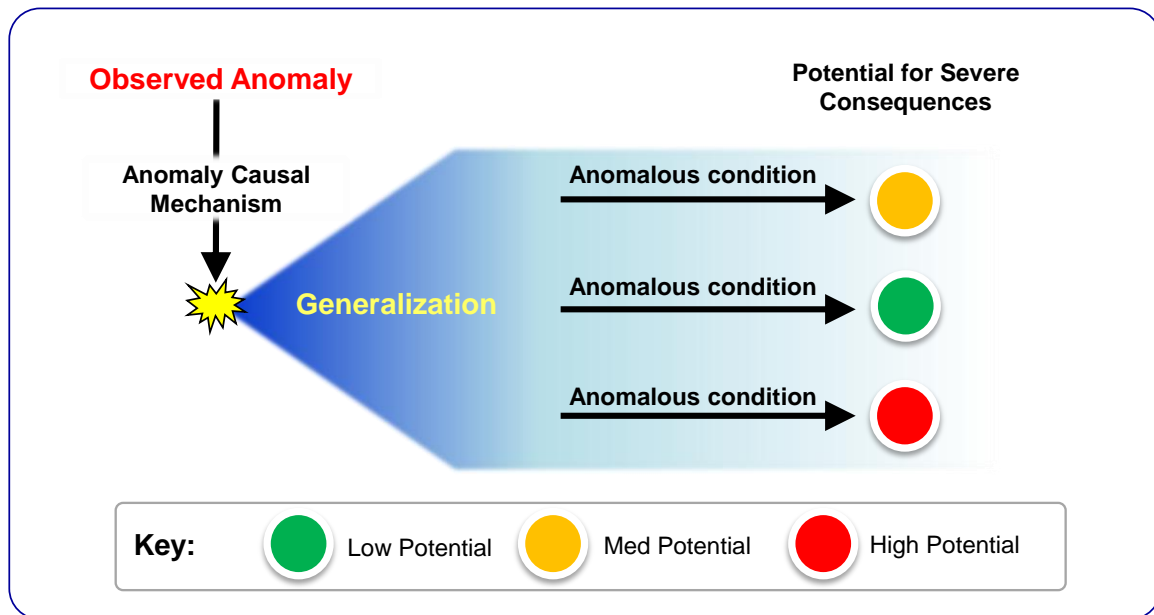 Observed Anomaly
Potential for Severe
Consequences
Anomaly Causal
Mechanism
Anomalous condition
Generalization
Anomalous condition
Anomalous condition
Key:
Low Potential
Med Potential
High Potential